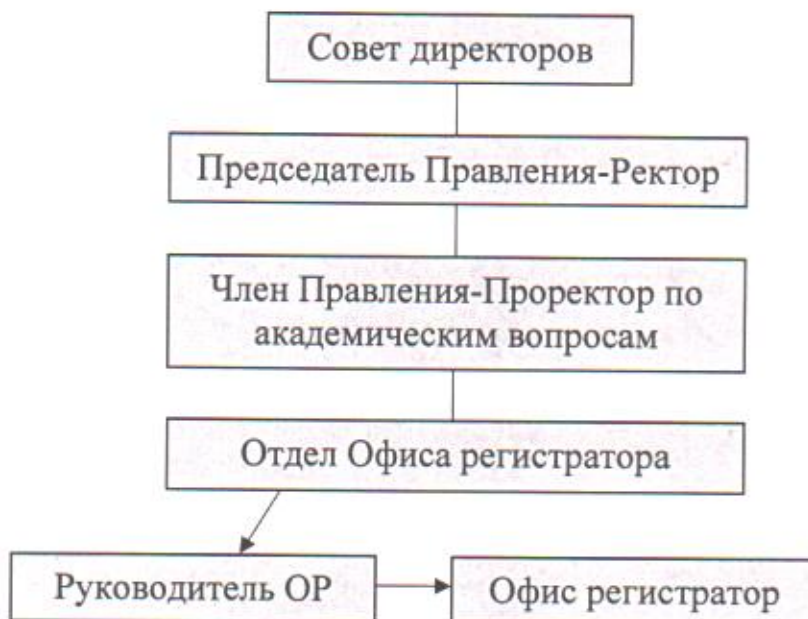 Совет директоров
Председатель Правления-Ректор
Член Правления-Проректор по
академическим вопросам
Отдел Офиса регистратора
Руководитель ОР
Офис регистратор